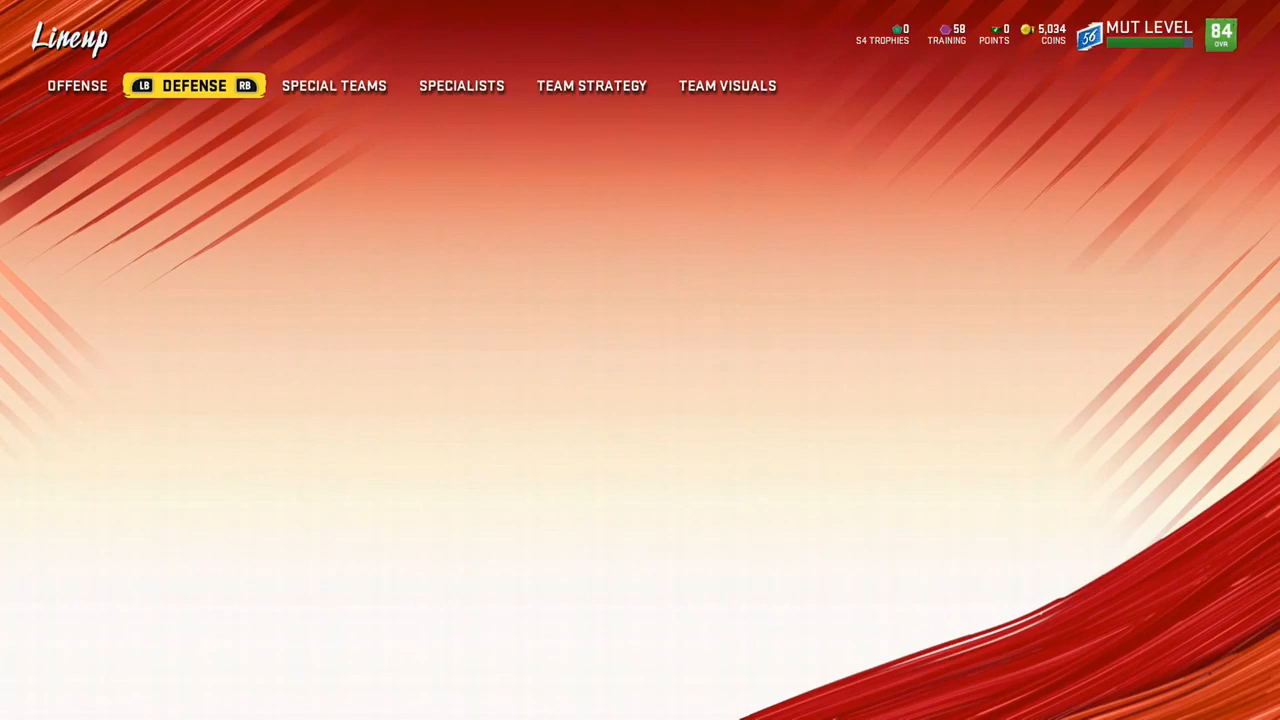 Lineup
0
S4 TROPHIES
58
TRAINING
0
POINTS
5,034
COINS
56
MUT LEVEL
84
OVR
OFFENSE
LB DEFENSE RB
SPECIAL TEAMS
SPECIALISTS
TEAM STRATEGY
TEAM VISUALS